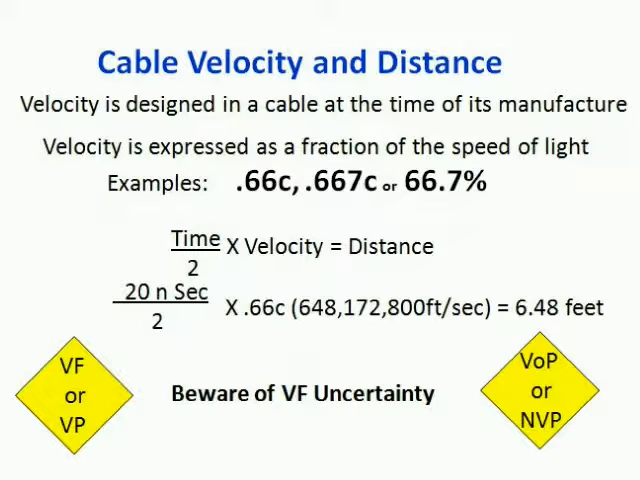 Cable Velocity and Distance
Velocity is designed in a cable at the time of its manufacture
Velocity is expressed as a fraction of the speed of light
Examples: .66c, .667c or 66.7%
Time
2
X Velocity = Distance
20 n Sec
2
X .66c (648,172,800ft/sec) = 6.48 feet
VF
or
VP
Beware of VF Uncertainty
VoP
or
NVP